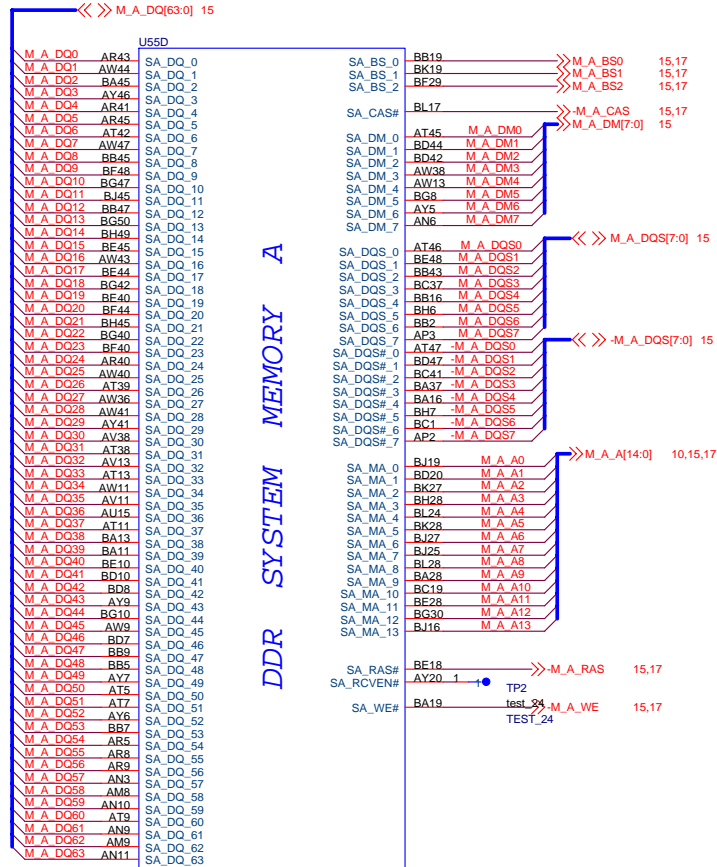 M_A_DQ[63:0] 15
U55D
M_A_DQ0 AR43 SA_DQ_0
M_A_DQ1 AW44 SA_DQ_1
M_A_DQ2 BA45 SA_DQ_2
M_A_DQ3 AY46 SA_DQ_3
M_A_DQ4 AR41 SA_DQ_4
M_A_DQ5 AR45 SA_DQ_5
M_A_DQ6 AT42 SA_DQ_6
M_A_DQ7 AW47 SA_DQ_7
M_A_DQ8 BB45 SA_DQ_8
M_A_DQ9 BF48 SA_DQ_9
M_A_DQ10 BG47 SA_DQ_10
M_A_DQ11 BJ45 SA_DQ_11
M_A_DQ12 BB47 SA_DQ_12
M_A_DQ13 BG50 SA_DQ_13
M_A_DQ14 BH49 SA_DQ_14
M_A_DQ15 BE45 SA_DQ_15
M_A_DQ16 AW43 SA_DQ_16
M_A_DQ17 BE44 SA_DQ_17
M_A_DQ18 BG42 SA_DQ_18
M_A_DQ19 BE40 SA_DQ_19
M_A_DQ20 BF44 SA_DQ_20
M_A_DQ21 BH45 SA_DQ_21
M_A_DQ22 BG40 SA_DQ_22
M_A_DQ23 BF40 SA_DQ_23
M_A_DQ24 AR40 SA_DQ_24
M_A_DQ25 AW40 SA_DQ_25
M_A_DQ26 AT39 SA_DQ_26
M_A_DQ27 AW36 SA_DQ_27
M_A_DQ28 AW41 SA_DQ_28
M_A_DQ29 AY41 SA_DQ_29
M_A_DQ30 AV38 SA_DQ_30
M_A_DQ31 AT38 SA_DQ_31
M_A_DQ32 AV13 SA_DQ_32
M_A_DQ33 AT13 SA_DQ_33
M_A_DQ34 AW11 SA_DQ_34
M_A_DQ35 AV11 SA_DQ_35
M_A_DQ36 AU15 SA_DQ_36
M_A_DQ37 AT11 SA_DQ_37
M_A_DQ38 BA13 SA_DQ_38
M_A_DQ39 BA11 SA_DQ_39
M_A_DQ40 BE10 SA_DQ_40
M_A_DQ41 BD10 SA_DQ_41
M_A_DQ42 BD8 SA_DQ_42
M_A_DQ43 AY9 SA_DQ_43
M_A_DQ44 BG10 SA_DQ_44
M_A_DQ45 AW9 SA_DQ_45
M_A_DQ46 BD7 SA_DQ_46
M_A_DQ47 BB9 SA_DQ_47
M_A_DQ48 BB5 SA_DQ_48
M_A_DQ49 AY7 SA_DQ_49
M_A_DQ50 AT5 SA_DQ_50
M_A_DQ51 AT7 SA_DQ_51
M_A_DQ52 AY6 SA_DQ_52
M_A_DQ53 BB7 SA_DQ_53
M_A_DQ54 AR5 SA_DQ_54
M_A_DQ55 AR8 SA_DQ_55
M_A_DQ56 AR9 SA_DQ_56
M_A_DQ57 AN3 SA_DQ_57
M_A_DQ58 AM8 SA_DQ_58
M_A_DQ59 AN10 SA_DQ_59
M_A_DQ60 AT9 SA_DQ_60
M_A_DQ61 AN9 SA_DQ_61
M_A_DQ62 AM9 SA_DQ_62
M_A_DQ63 AN11 SA_DQ_63
DDR SYSTEM MEMORY A
SA_BS_0 BB19 M_A_BS0 15,17
SA_BS_1 BK19 M_A_BS1 15,17
SA_BS_2 BF29 M_A_BS2 15,17
SA_CAS# BL17 -M_A_CAS 15,17
M_A_DM[7:0] 15
SA_DM_0 AT45 M_A_DM0
SA_DM_1 BD44 M_A_DM1
SA_DM_2 BD42 M_A_DM2
SA_DM_3 AW38 M_A_DM3
SA_DM_4 AW13 M_A_DM4
SA_DM_5 BG8 M_A_DM5
SA_DM_6 AY5 M_A_DM6
SA_DM_7 AN6 M_A_DM7
M_A_DQS[7:0] 15
SA_DQS_0 AT46 M_A_DQS0
SA_DQS_1 BE48 M_A_DQS1
SA_DQS_2 BB43 M_A_DQS2
SA_DQS_3 BC37 M_A_DQS3
SA_DQS_4 BB16 M_A_DQS4
SA_DQS_5 BH6 M_A_DQS5
SA_DQS_6 BB2 M_A_DQS6
SA_DQS_7 AP3 M_A_DQS7
-M_A_DQS[7:0] 15
SA_DQS#_0 AT47 -M_A_DQS0
SA_DQS#_1 BD47 -M_A_DQS1
SA_DQS#_2 BC41 -M_A_DQS2
SA_DQS#_3 BA37 -M_A_DQS3
SA_DQS#_4 BA16 -M_A_DQS4
SA_DQS#_5 BH7 -M_A_DQS5
SA_DQS#_6 BC1 -M_A_DQS6
SA_DQS#_7 AP2 -M_A_DQS7
M_A_A[14:0] 10,15,17
SA_MA_0 BJ19 M_A_A0
SA_MA_1 BD20 M_A_A1
SA_MA_2 BK27 M_A_A2
SA_MA_3 BH28 M_A_A3
SA_MA_4 BL24 M_A_A4
SA_MA_5 BK28 M_A_A5
SA_MA_6 BJ27 M_A_A6
SA_MA_7 BJ25 M_A_A7
SA_MA_8 BL28 M_A_A8
SA_MA_9 BA28 M_A_A9
SA_MA_10 BC19 M_A_A10
SA_MA_11 BE28 M_A_A11
SA_MA_12 BG30 M_A_A12
SA_MA_13 BJ16 M_A_A13
SA_RAS# BE18 -M_A_RAS 15,17
SA_RCVEN# AY20 1 1
TP2
test_24
TEST_24
SA_WE# BA19 -M_A_WE 15,17